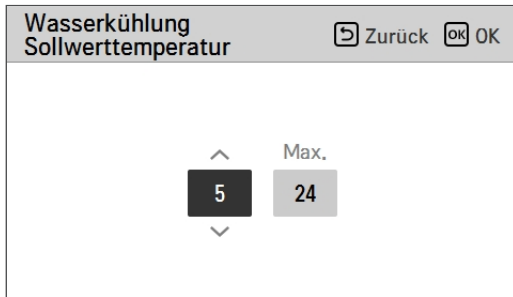 Wasserkühlung
Sollwerttemperatur
Zurück OK OK
Max.
5 24